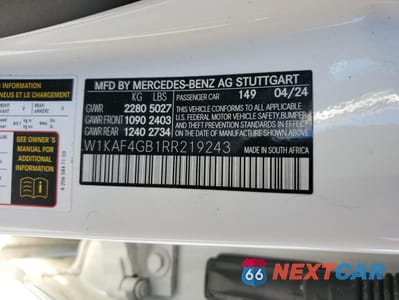 INFORMATION
NEUS ET LE CHARGEMENT
SEE OWNER'S
MANUAL FOR
ADDITIONAL
INFORMATION
MFD BY MERCEDES-BENZ AG STUTTGART
KG LBS
GVWR 2280 5027
GAWR FRONT 1090 2403
GAWR REAR 1240 2734
PASSENGER CAR 149 04/24
THIS VEHICLE CONFORMS TO ALL APPLICABLE
U.S. FEDERAL MOTOR VEHICLE SAFETY, BUMPER,
AND THEFT PREVENTION STANDARDS IN EFFECT
ON THE DATE OF MANUFACTURE SHOWN ABOVE.
W1KAF4GB1RR219243
MADE IN SOUTH AFRICA
66 NEXTCAR